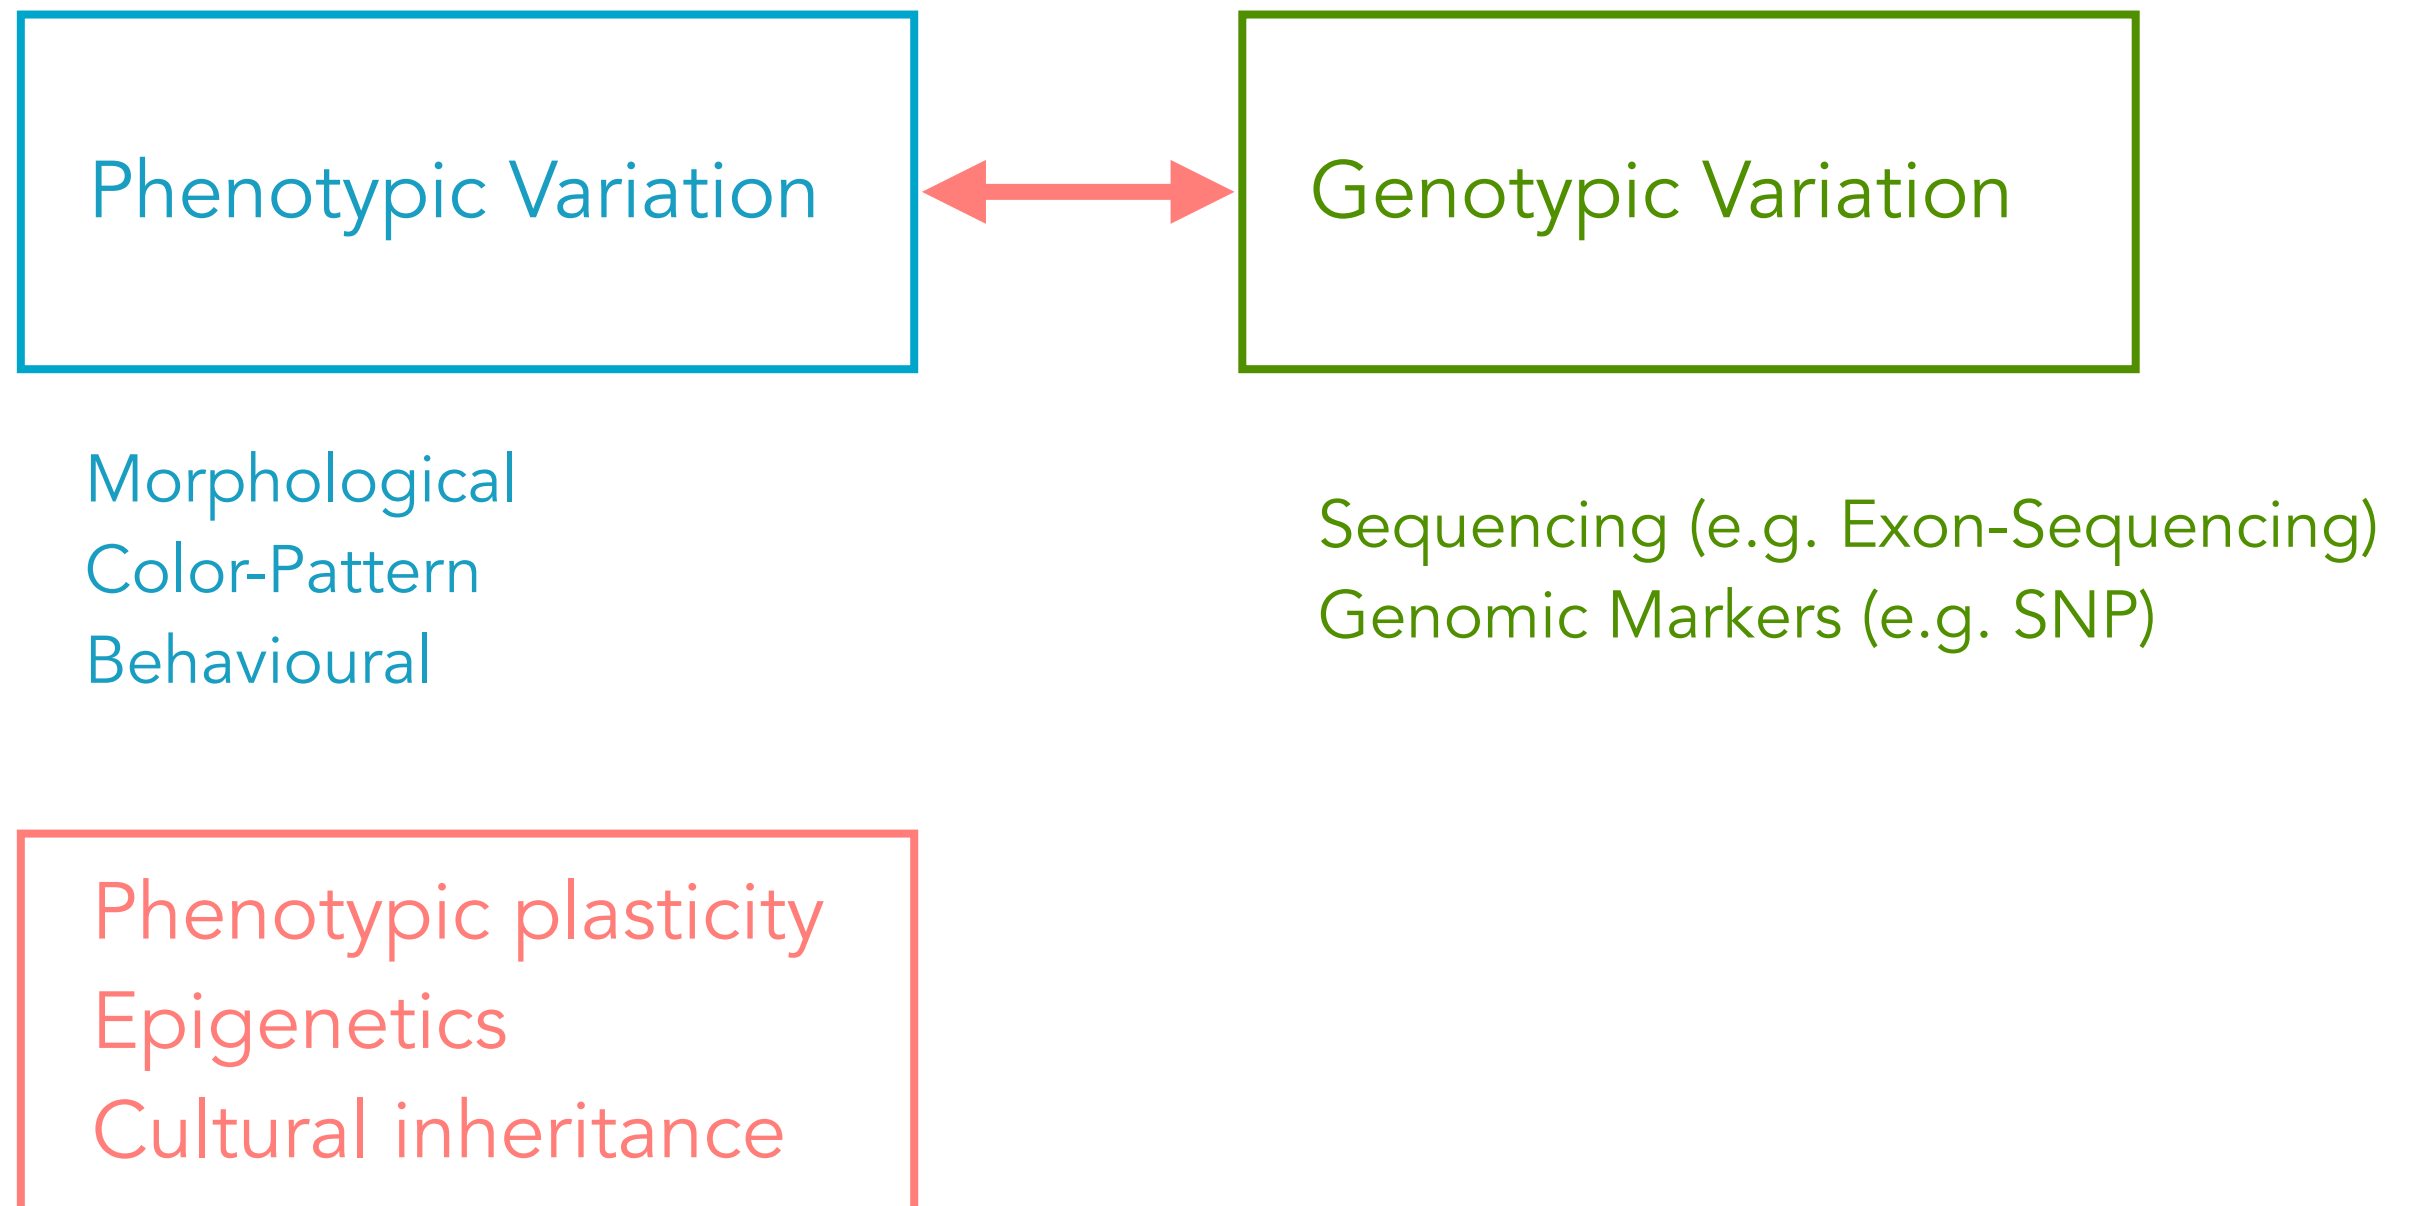 Phenotypic Variation
Genotypic Variation
Morphological
Color-Pattern
Behavioural
Sequencing (e.g. Exon-Sequencing)
Genomic Markers (e.g. SNP)
Phenotypic plasticity
Epigenetics
Cultural inheritance